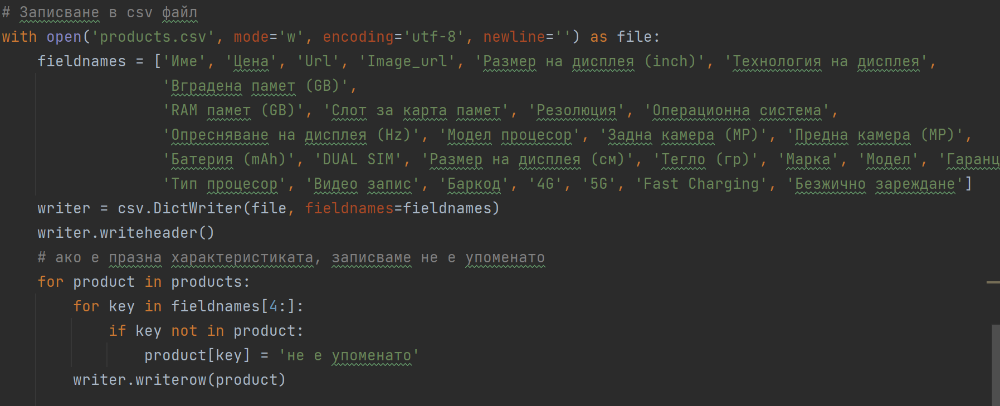 # Записване в csv файл
with open('products.csv', mode='w', encoding='utf-8', newline='') as file:
fieldnames = ['Име', 'Цена', 'Url', 'Image_url', 'Размер на дисплея (inch)', 'Технология на дисплея',
'Вградена памет (GB)',
'RAM памет (GB)', 'Слот за карта памет', 'Резолюция', 'Операционна система',
'Опресняване на дисплея (Hz)', 'Модел процесор', 'Задна камера (MP)', 'Предна камера (MP)',
'Батерия (mAh)', 'DUAL SIM', 'Размер на дисплея (см)', 'Тегло (гр)', 'Марка', 'Модел', 'Гаранц
'Тип процесор', 'Видео запис', 'Баркод', '4G', '5G', 'Fast Charging', 'Безжично зареждане']
writer = csv.DictWriter(file, fieldnames=fieldnames)
writer.writeheader()
# ако е празна характеристиката, записваме не е упоменато
for product in products:
for key in fieldnames[4:]:
if key not in product:
product[key] = 'не е упоменато'
writer.writerow(product)